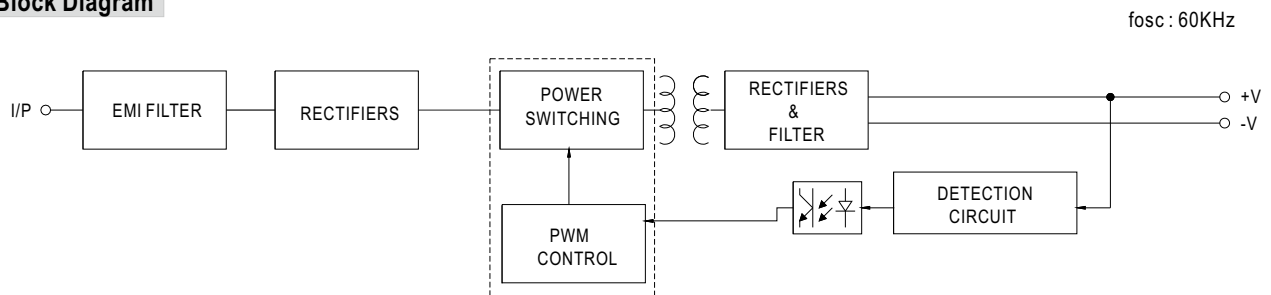 Block Diagram
fosc : 60KHz
I/P
EMI FILTER
RECTIFIERS
POWER
SWITCHING
RECTIFIERS
&
FILTER
+V
-V
DETECTION
CIRCUIT
PWM
CONTROL